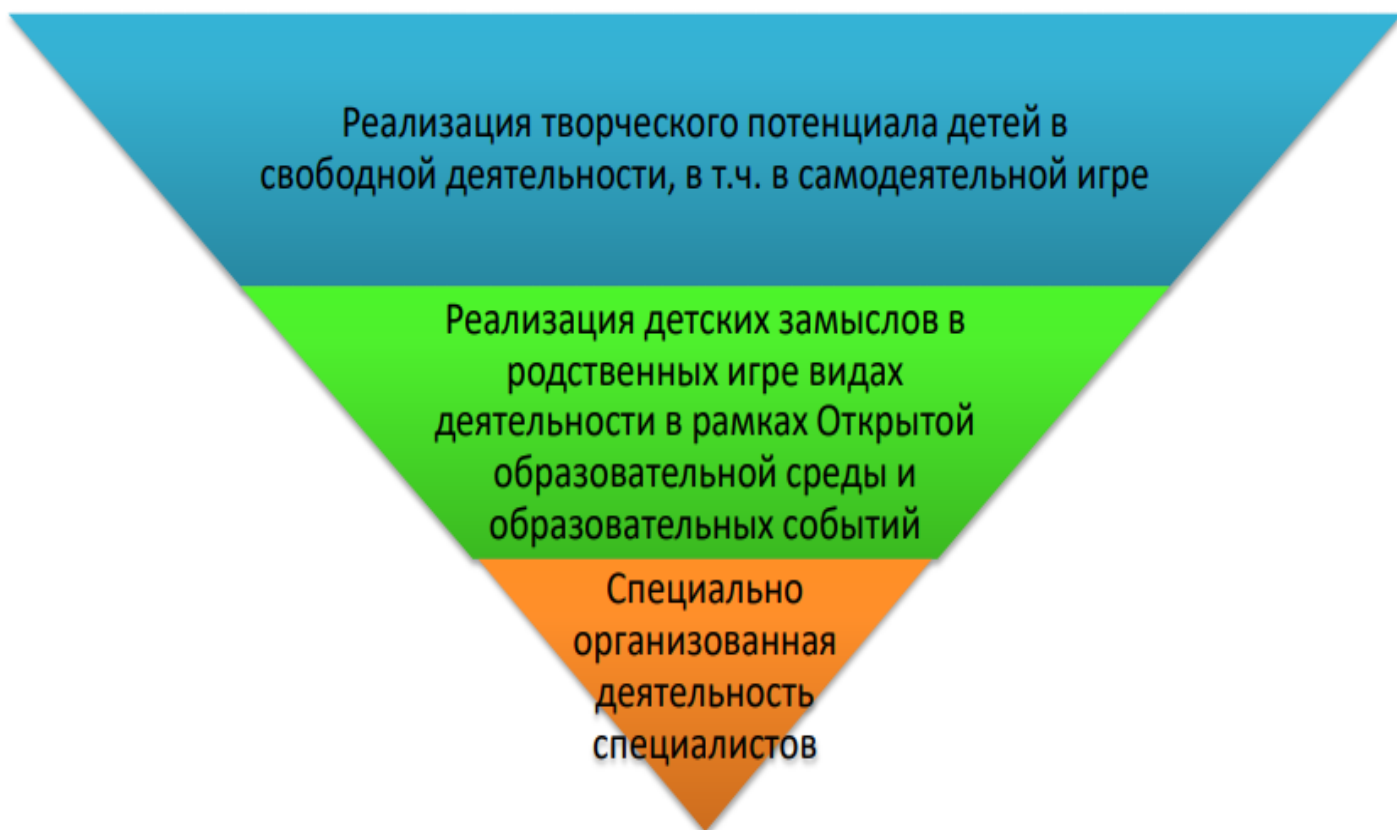 Реализация творческого потенциала детей в
свободной деятельности, в т.ч. в самодеятельной игре
Реализация детских замыслов в
родственных игре видах
деятельности в рамках Открытой
образовательной среды и
образовательных событий
Специально
организованная
деятельность
специалистов